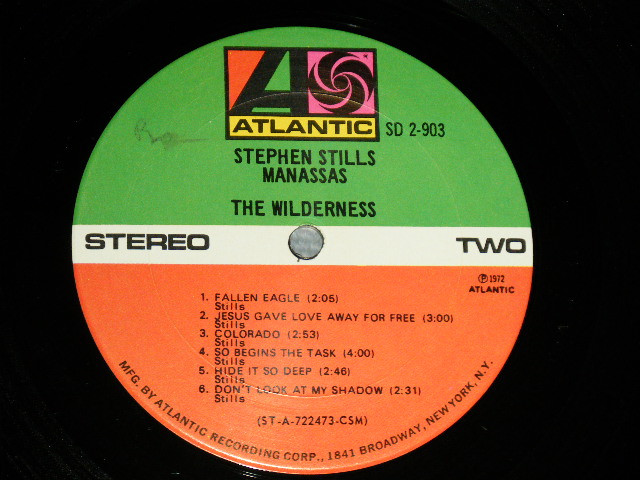 ATLANTIC
SD 2-903
STEPHEN STILLS
MANASSAS
THE WILDERNESS
STEREO
TWO
℗ 1972
ATLANTIC
1. FALLEN EAGLE (2:05)
Stills
2. JESUS GAVE LOVE AWAY FOR FREE (3:00)
Stills
3. COLORADO (2:53)
Stills
4. SO BEGINS THE TASK (4:00)
Stills
5. HIDE IT SO DEEP (2:46)
Stills
6. DON'T LOOK AT MY SHADOW (2:31)
Stills
(ST-A-722473-CSM)
MFG. BY ATLANTIC RECORDING CORP., 1841 BROADWAY, NEW YORK, N.Y.